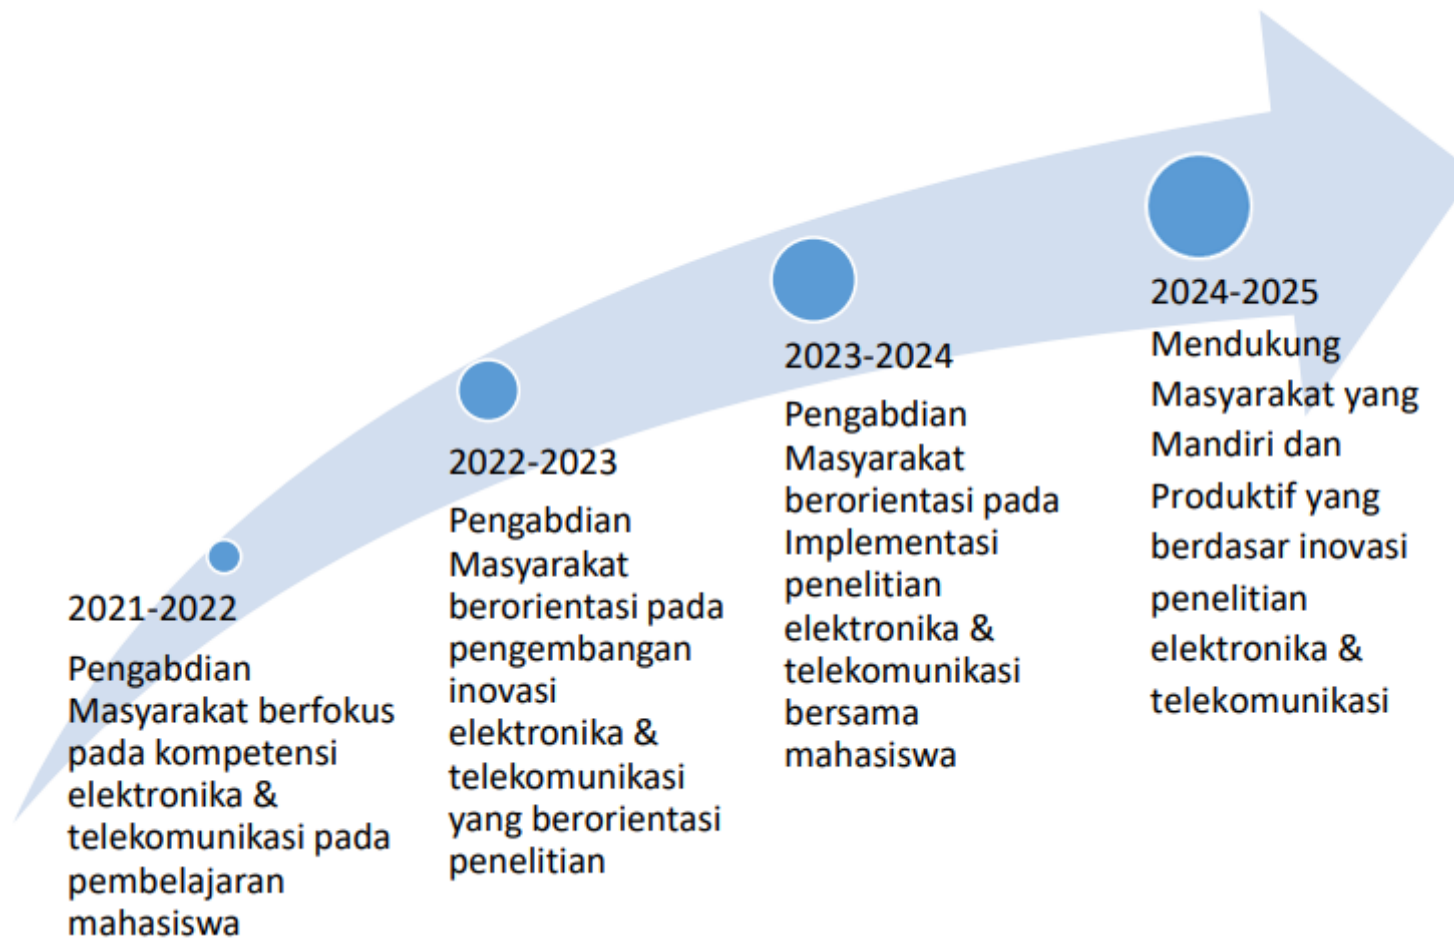 2021-2022
Pengabdian
Masyarakat berfokus
pada kompetensi
elektronika &
telekomunikasi pada
pembelajaran
mahasiswa
2022-2023
Pengabdian
Masyarakat
berorientasi pada
pengembangan
inovasi
elektronika &
telekomunikasi
yang berorientasi
penelitian
2023-2024
Pengabdian
Masyarakat
berorientasi pada
Implementasi
penelitian
elektronika &
telekomunikasi
bersama
mahasiswa
2024-2025
Mendukung
Masyarakat yang
Mandiri dan
Produktif yang
berdasar inovasi
penelitian
elektronika &
telekomunikasi